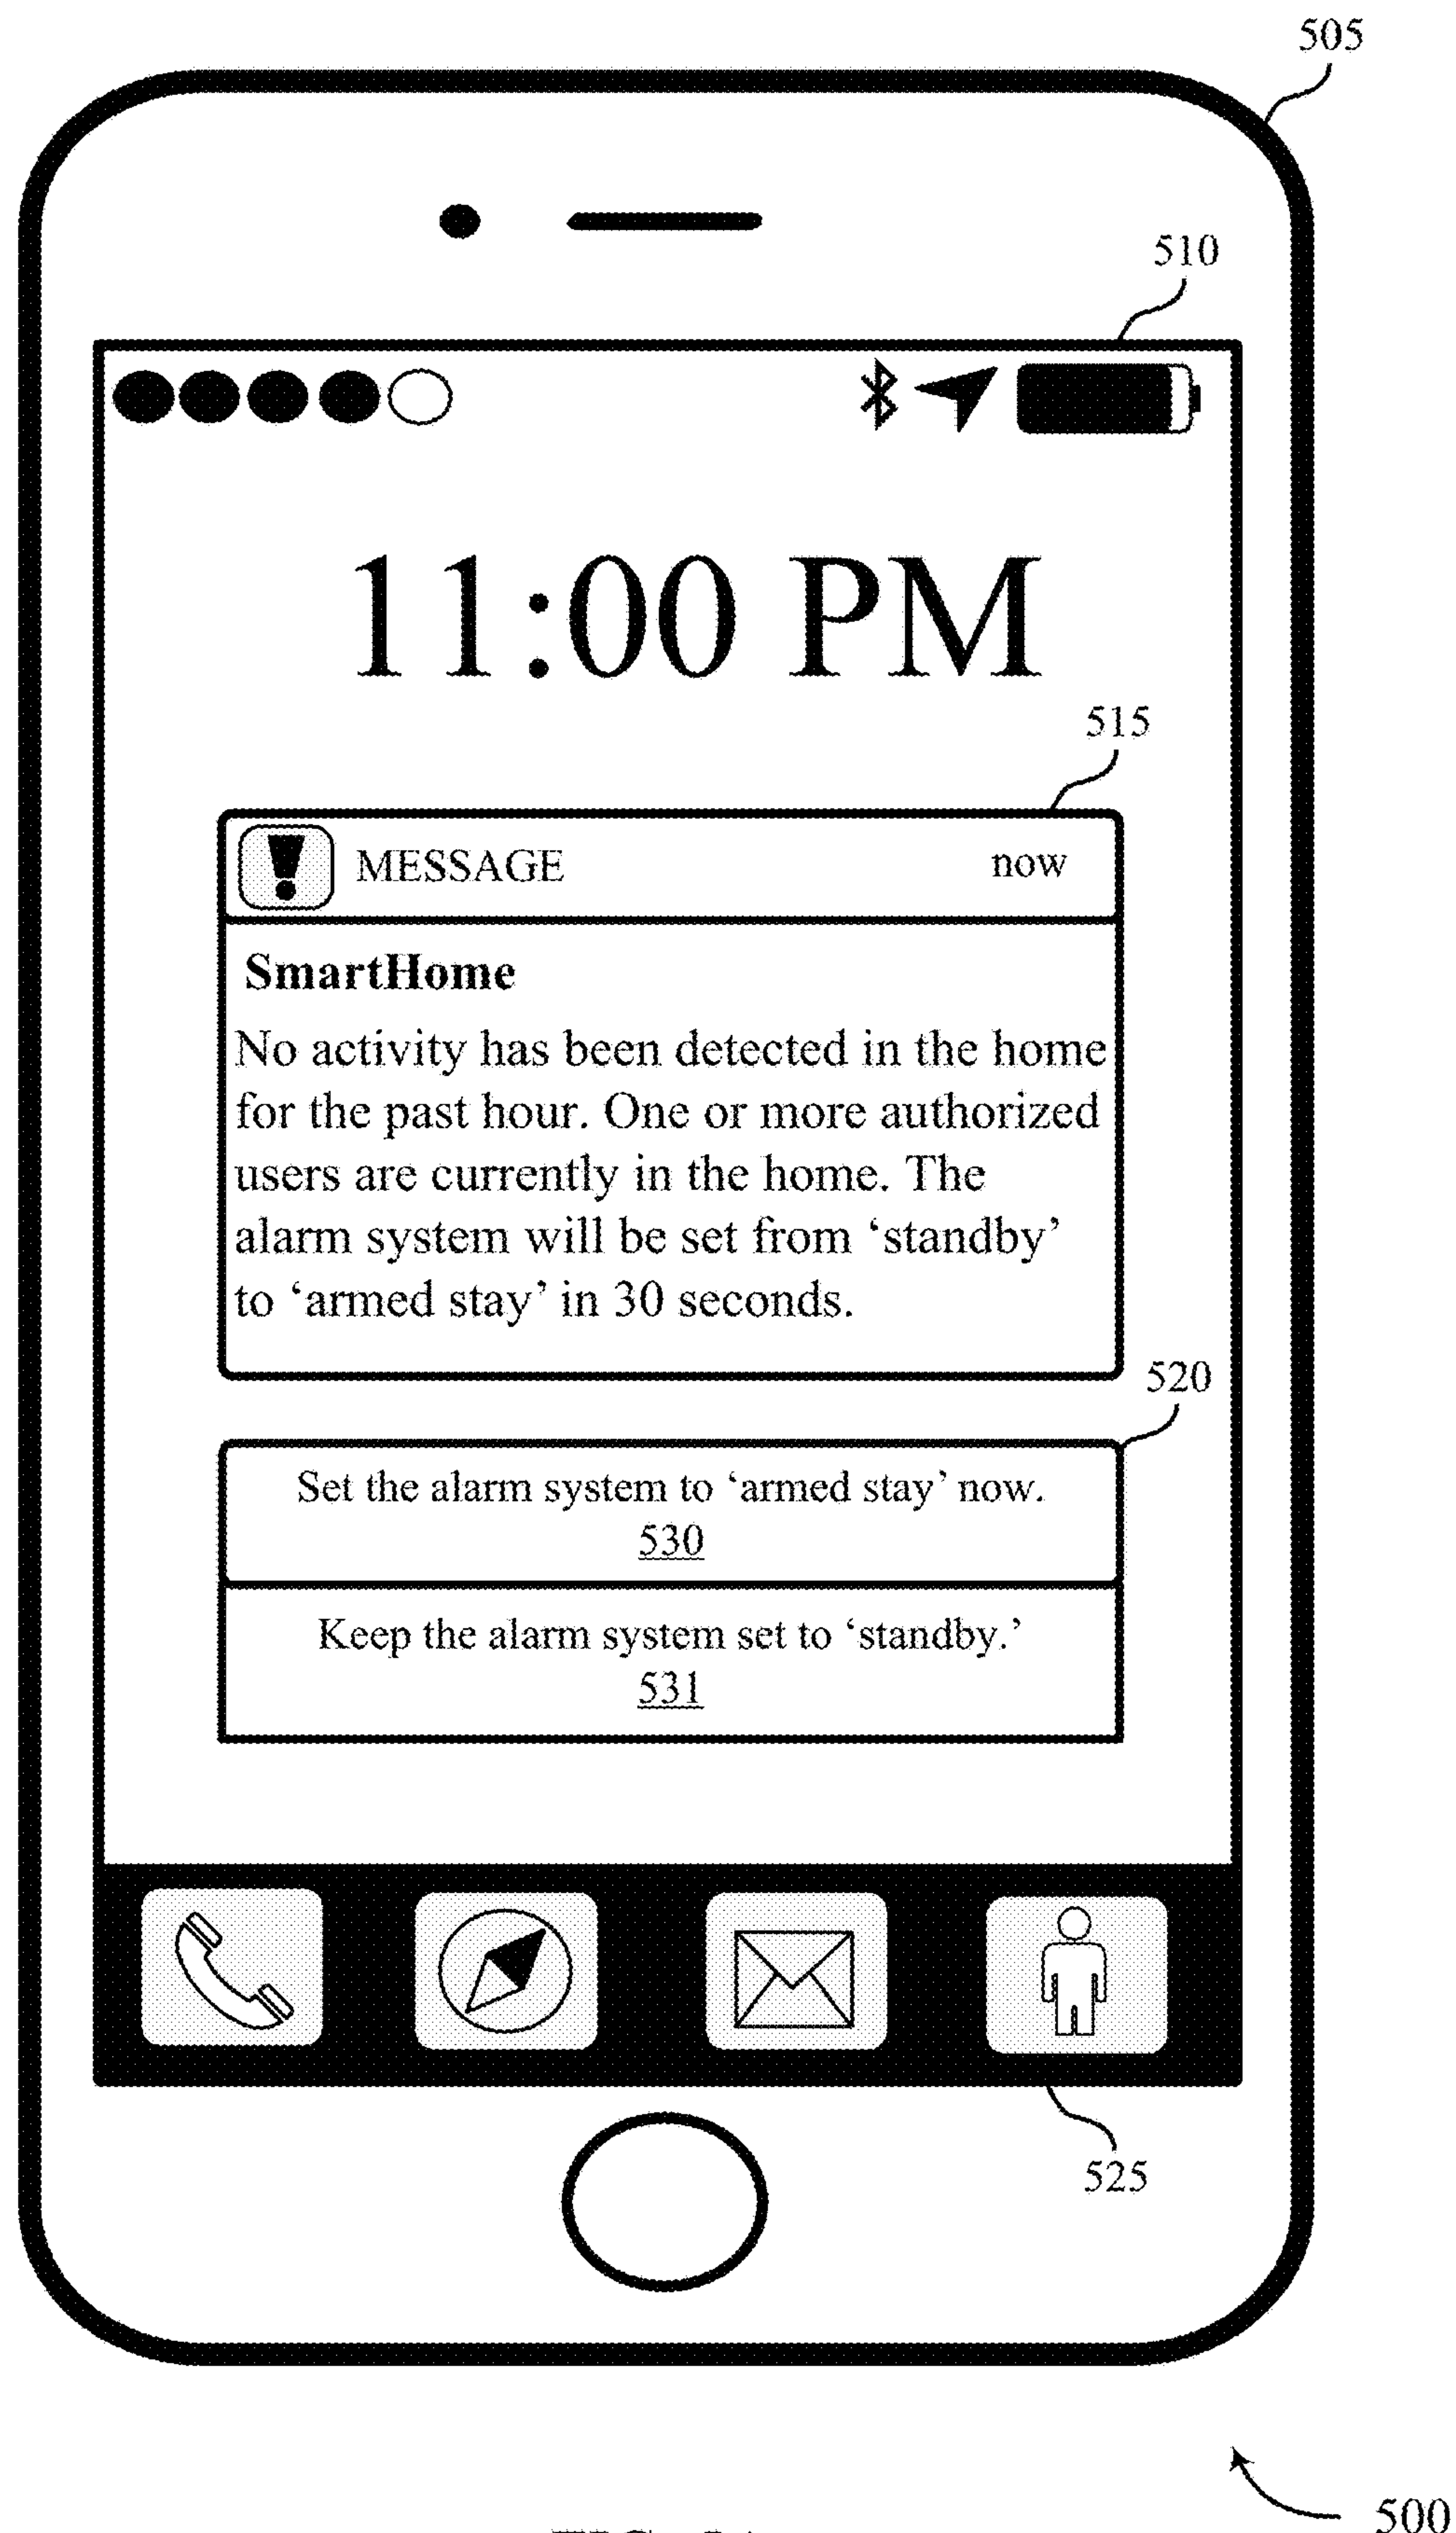 505
510
11:00 PM
515
MESSAGE now
SmartHome
No activity has been detected in the home
for the past hour. One or more authorized
users are currently in the home. The
alarm system will be set from ‘standby’
to ‘armed stay’ in 30 seconds.
520
Set the alarm system to ‘armed stay’ now.
530
Keep the alarm system set to ‘standby.’
531
525
500